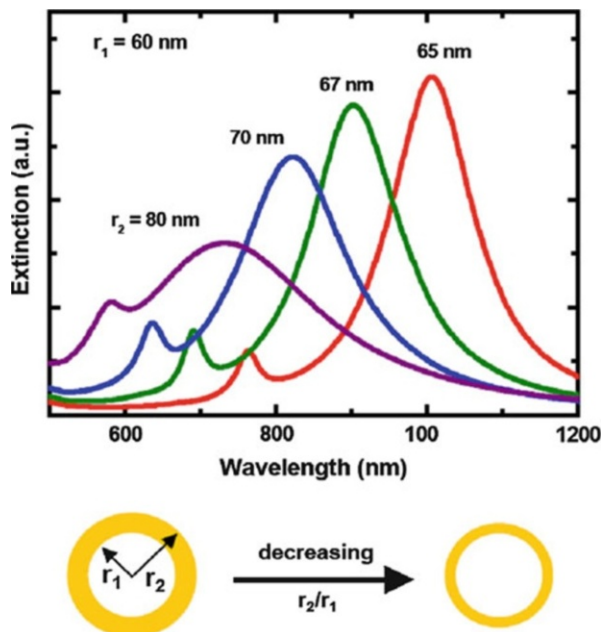 r₁ = 60 nm
65 nm
67 nm
70 nm
r₂ = 80 nm
Extinction (a.u.)
600
800
100
1200
Wavelength (nm)
r₁
r₂
decreasing
r₂/r₁